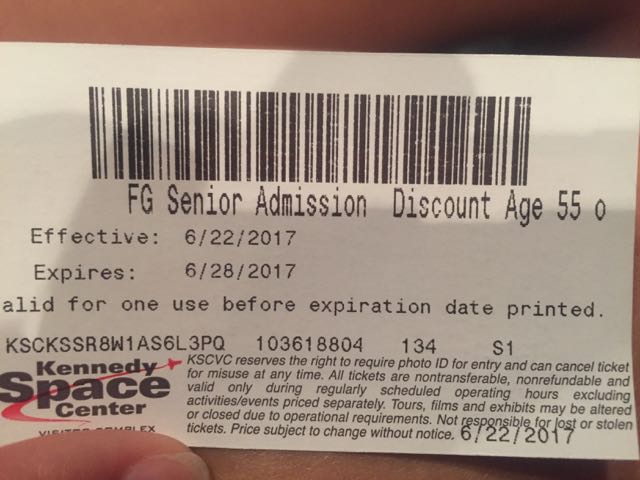 FG Senior Admission Discount Age 55 o
Effective: 6/22/2017
Expires: 6/28/2017
alid for one use before expiration date printed.
KSCKSSR8W1AS6L3PQ 103618804 134 S1
Kennedy
Space
Center
KSCVC reserves the right to require photo ID for entry and can cancel ticket
for misuse at any time. All tickets are nontransferable, nonrefundable and
valid only during regularly scheduled operating hours excluding
activities/events priced separately. Tours, films and exhibits may be altered
or closed due to operational requirements. Not responsible for lost or stolen
tickets. Price subject to change without notice. 6/22/2017